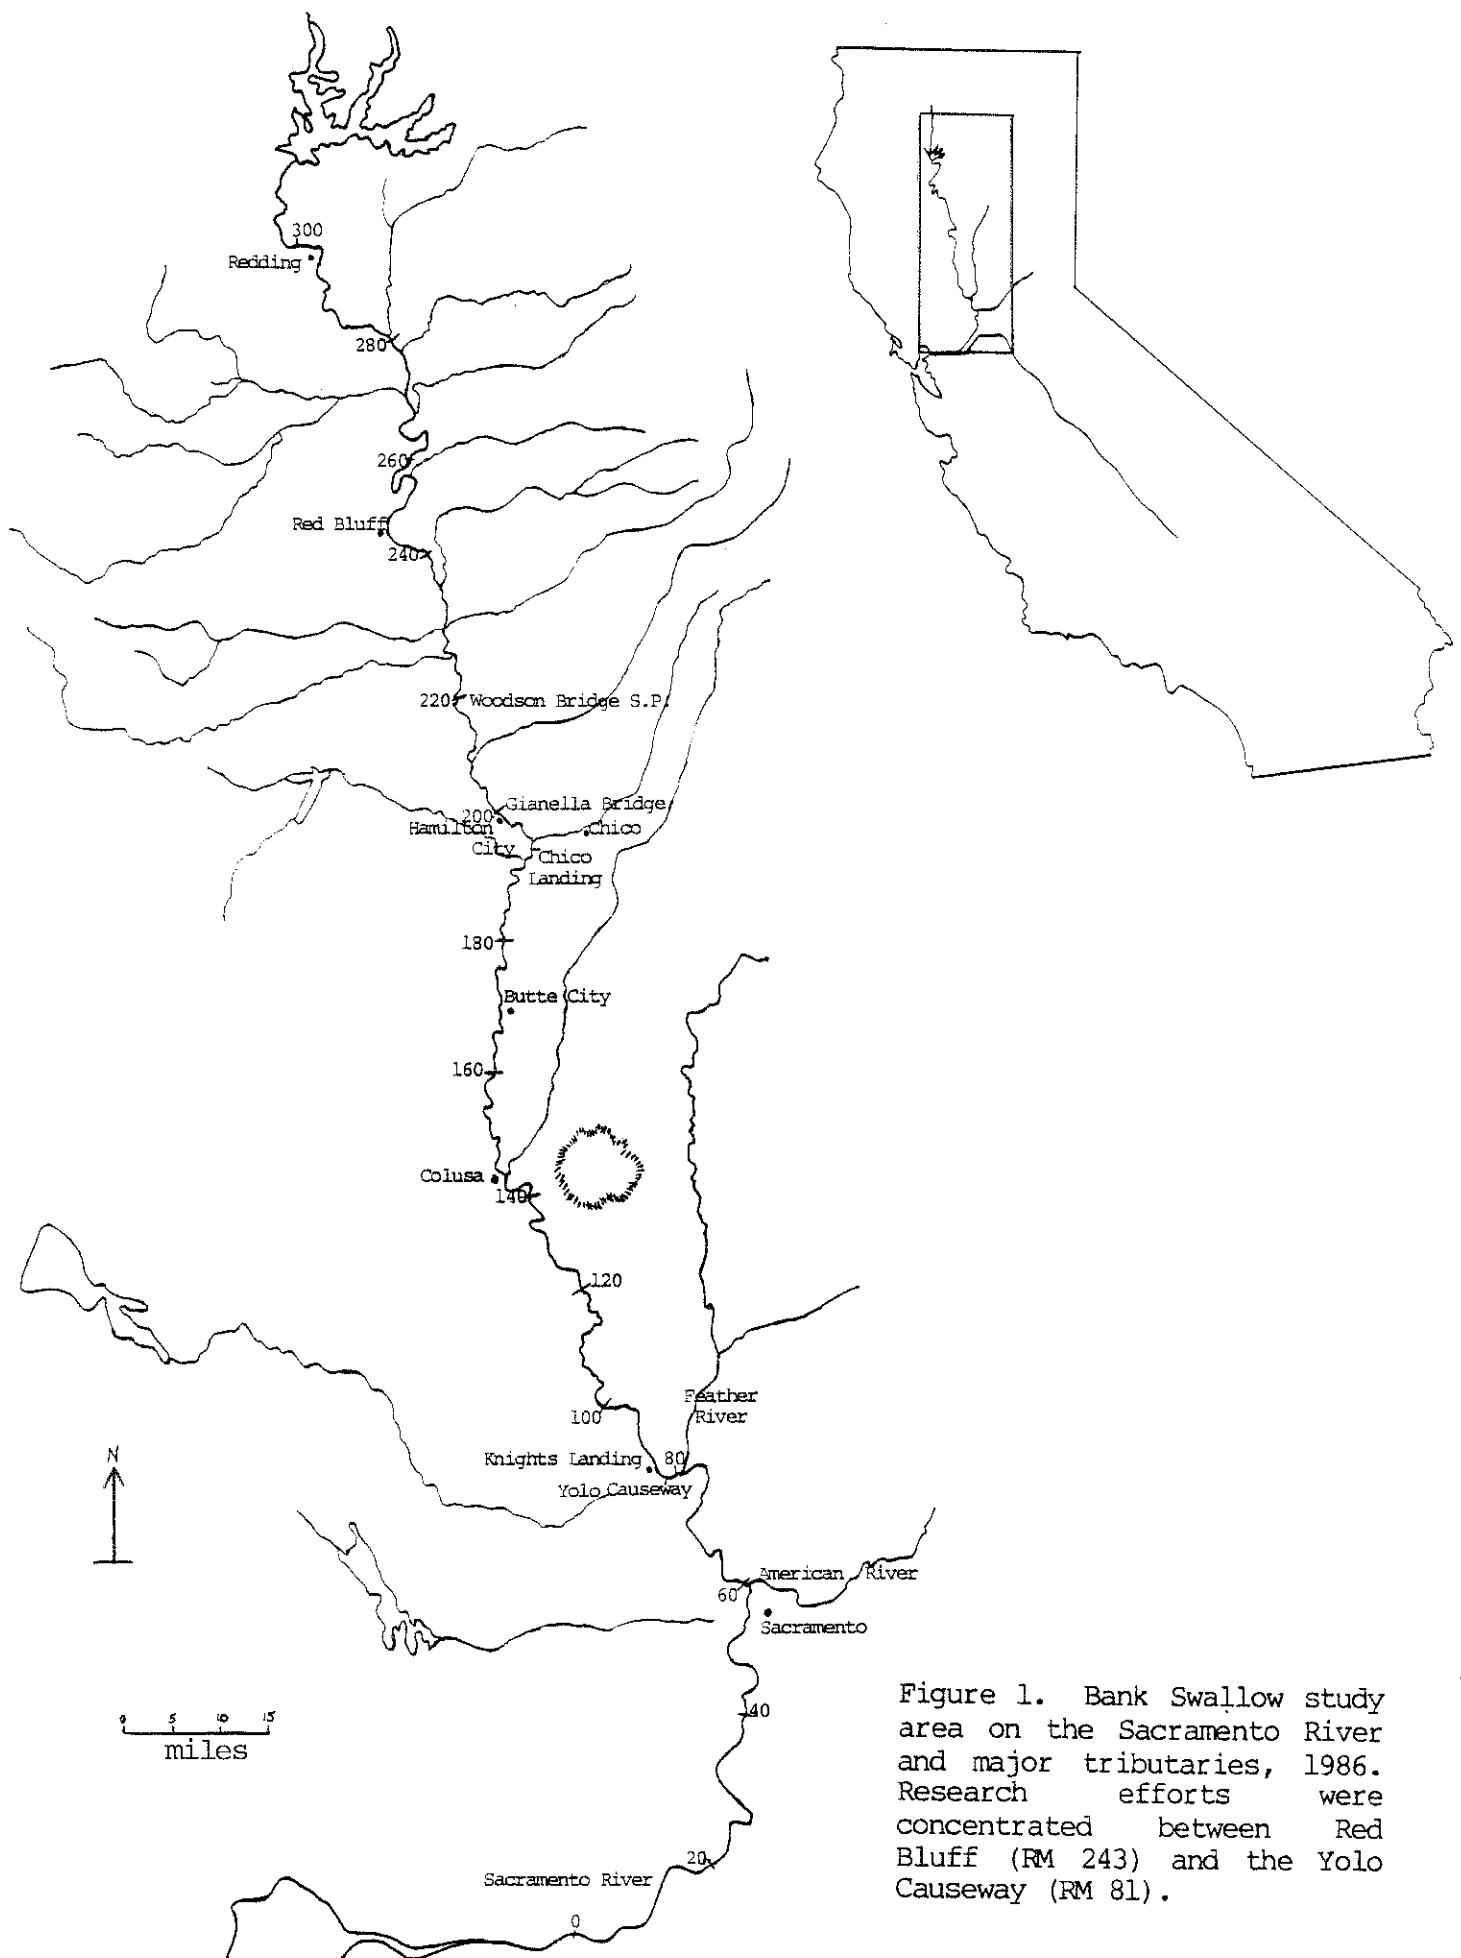 300
Redding
280
260
Red Bluff
240
220 Woodson Bridge S.P.
Gianella Bridge
200
Hamilton
City
Chico
Chico
Landing
180
Butte City
160
Colusa
140
120
100
Feather
River
Knights Landing
80
Yolo Causeway
N
American River
60
Sacramento
40
20
Sacramento River
0
0 5 10 15
miles
Figure 1. Bank Swallow study
area on the Sacramento River
and major tributaries, 1986.
Research efforts were
concentrated between Red
Bluff (RM 243) and the Yolo
Causeway (RM 81).